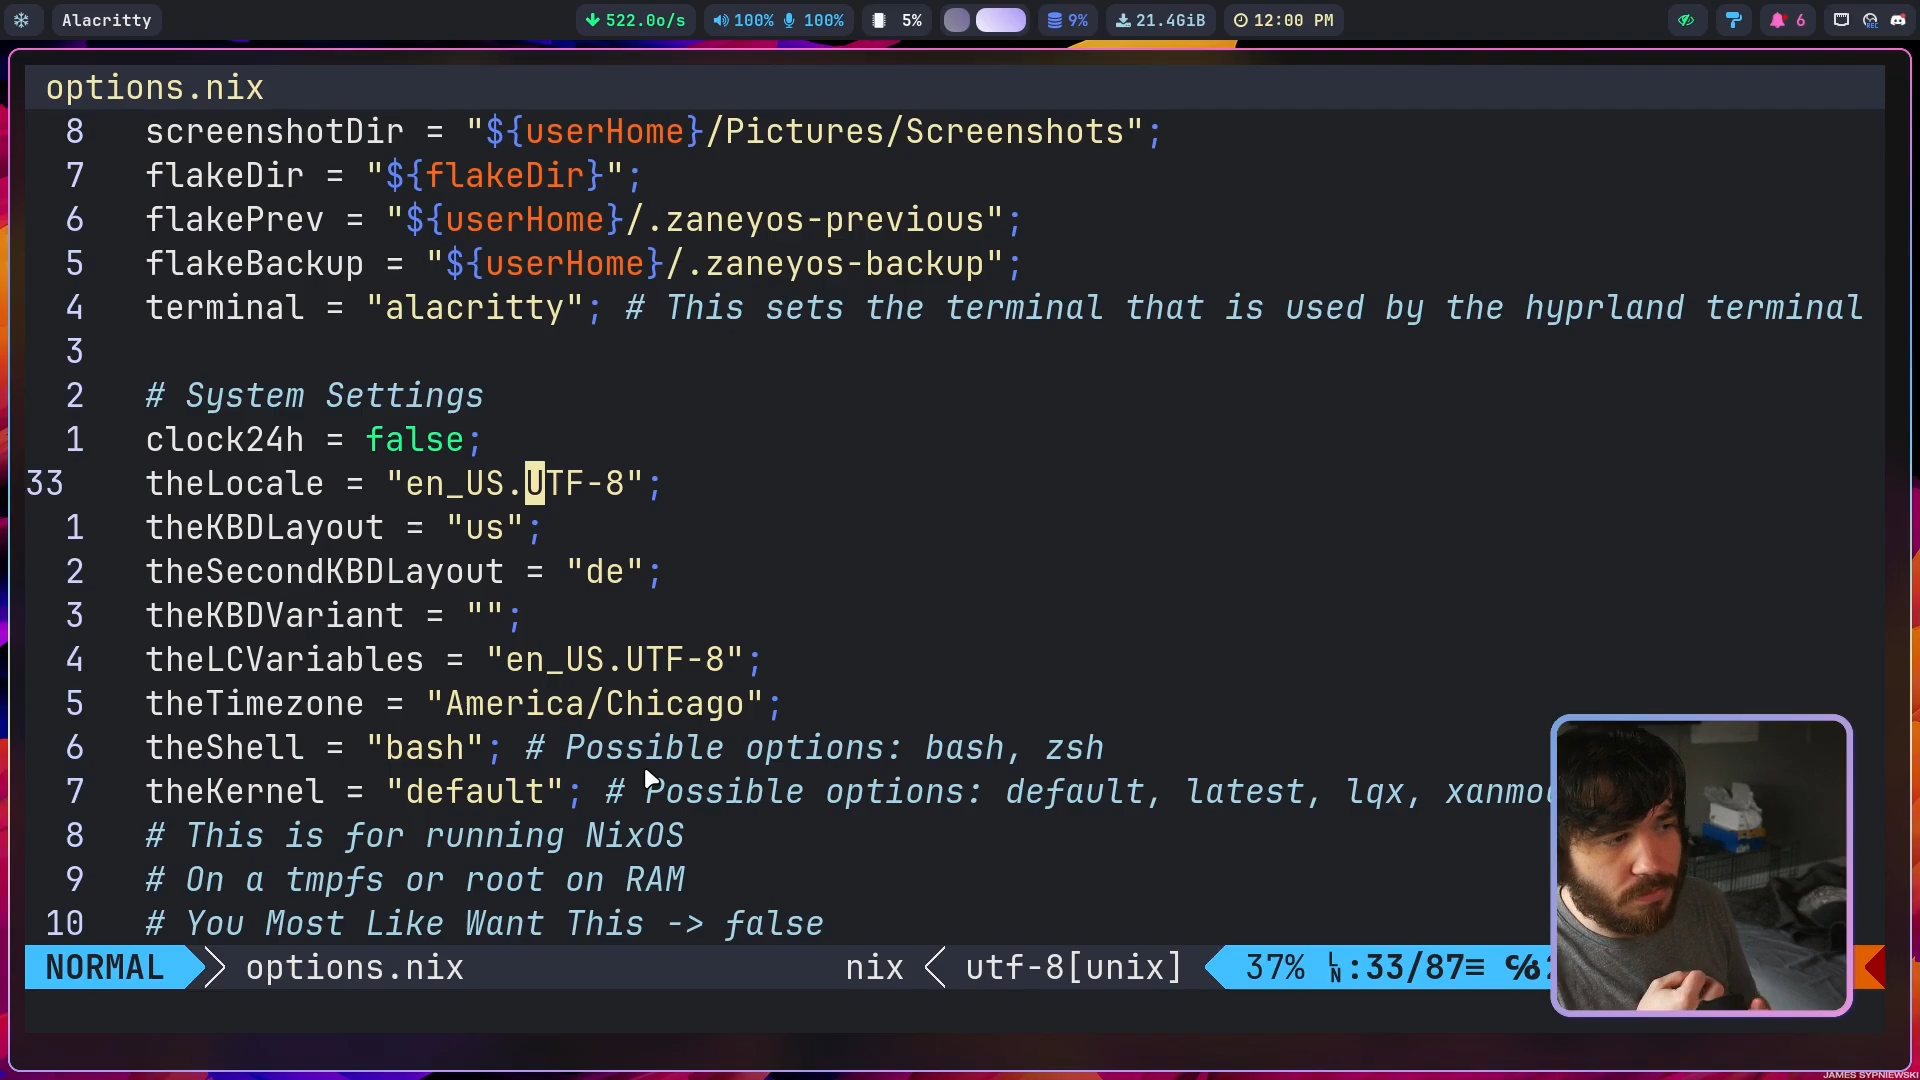 Alacritty
522.0o/s
100% 100%
5%
9%
21.4GiB
12:00 PM
6
options.nix
8 screenshotDir = "${userHome}/Pictures/Screenshots";
7 flakeDir = "${flakeDir}";
6 flakePrev = "${userHome}/.zaneyos-previous";
5 flakeBackup = "${userHome}/.zaneyos-backup";
4 terminal = "alacritty"; # This sets the terminal that is used by the hyprland terminal
3
2 # System Settings
1 clock24h = false;
33 theLocale = "en_US.UTF-8";
1 theKBDLayout = "us";
2 theSecondKBDLayout = "de";
3 theKBDVariant = "";
4 theLCVariables = "en_US.UTF-8";
5 theTimezone = "America/Chicago";
6 theShell = "bash"; # Possible options: bash, zsh
7 theKernel = "default"; # Possible options: default, latest, lqx, xanmo
8 # This is for running NixOS
9 # On a tmpfs or root on RAM
10 # You Most Like Want This -> false
NORMAL options.nix nix utf-8[unix] 37% LN:33/87≡ ℅:
JAMES SYPNIEWSKI